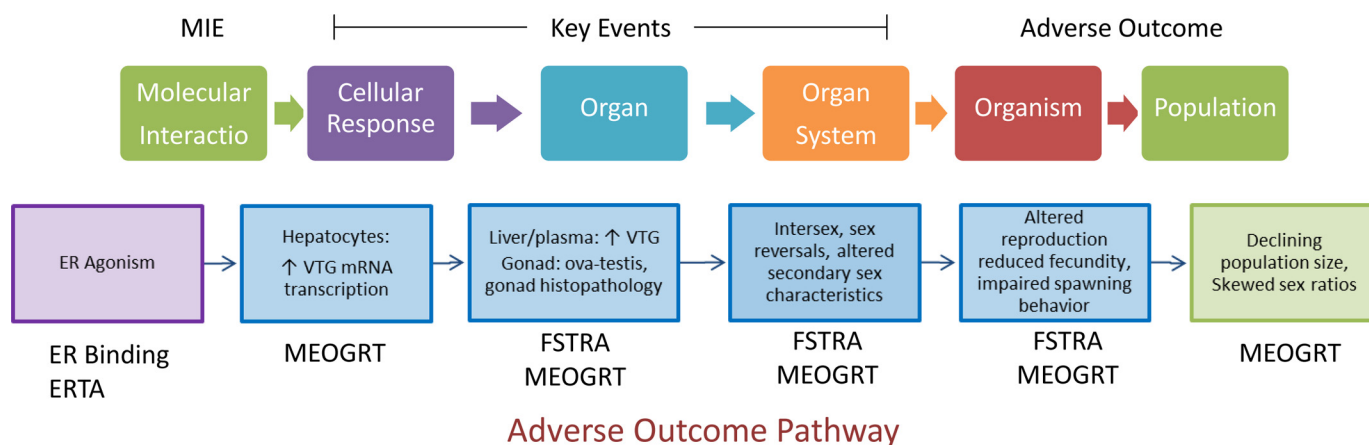 MIE
Key Events
Adverse Outcome
Molecular
Interactio
Cellular
Response
Organ
Organ
System
Organism
Population
ER Agonism
Hepatocytes:
↑ VTG mRNA
transcription
Liver/plasma: ↑ VTG
Gonad: ova-testis,
gonad histopathology
Intersex, sex
reversals, altered
secondary sex
characteristics
Altered
reproduction
reduced fecundity,
impaired spawning
behavior
Declining
population size,
Skewed sex ratios
ER Binding
ERTA
MEOGRT
FSTRA
MEOGRT
FSTRA
MEOGRT
FSTRA
MEOGRT
MEOGRT
Adverse Outcome Pathway